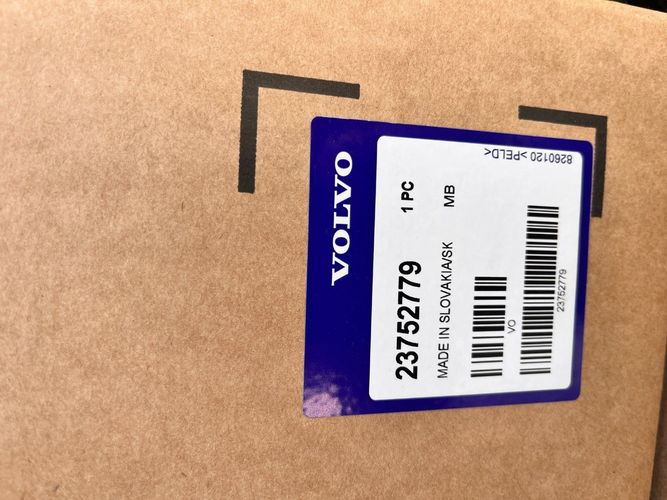 VOLVO
23752779 1 PC
MADE IN SLOVAKIA/SK MB
VO
23752779
8260120 >PELD<